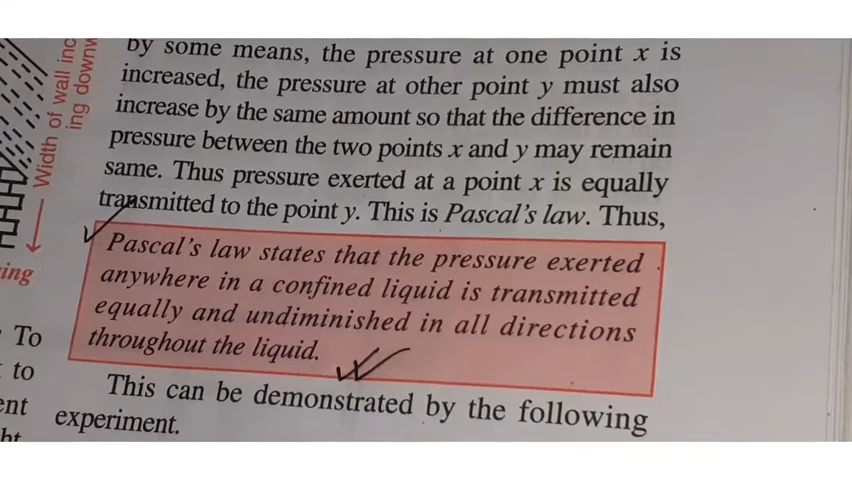 Width of wall inc
ing downw
ing
To
to
ent
ht
by some means, the pressure at one point x is
increased, the pressure at other point y must also
increase by the same amount so that the difference in
pressure between the two points x and y may remain
same. Thus pressure exerted at a point x is equally
transmitted to the point y. This is Pascal's law. Thus,
Pascal's law states that the pressure exerted
anywhere in a confined liquid is transmitted
equally and undiminished in all directions
throughout the liquid.
This can be demonstrated by the following
experiment.